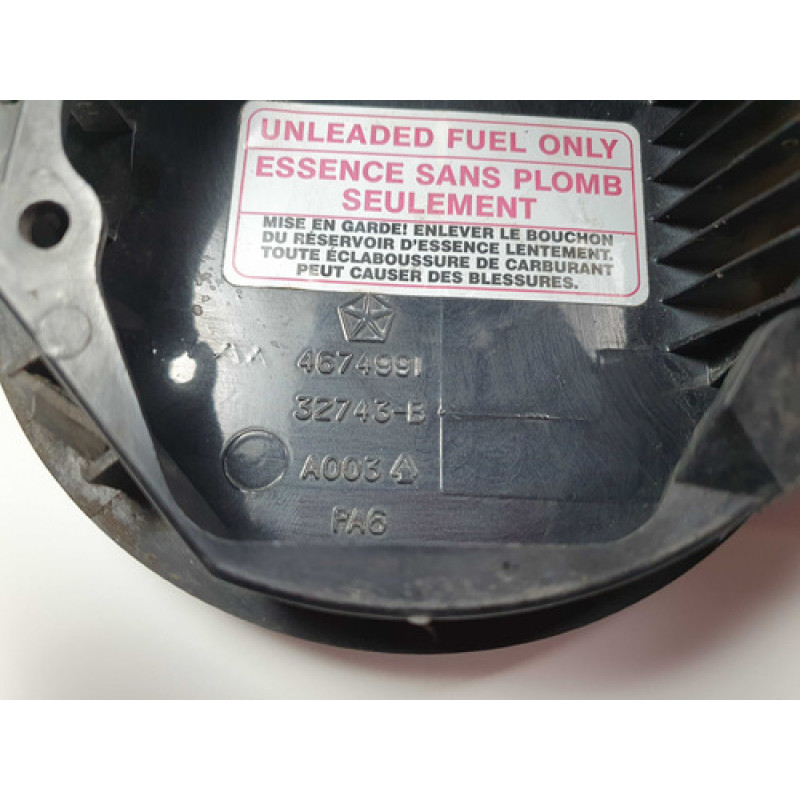 UNLEADED FUEL ONLY
ESSENCE SANS PLOMB
SEULEMENT
MISE EN GARDE! ENLEVER LE BOUCHON
DU RÉSERVOIR D'ESSENCE LENTEMENT.
TOUTE ÉCLABOUSSURE DE CARBURANT
PEUT CAUSER DES BLESSURES.
4674991
32743-B
A003
PA6